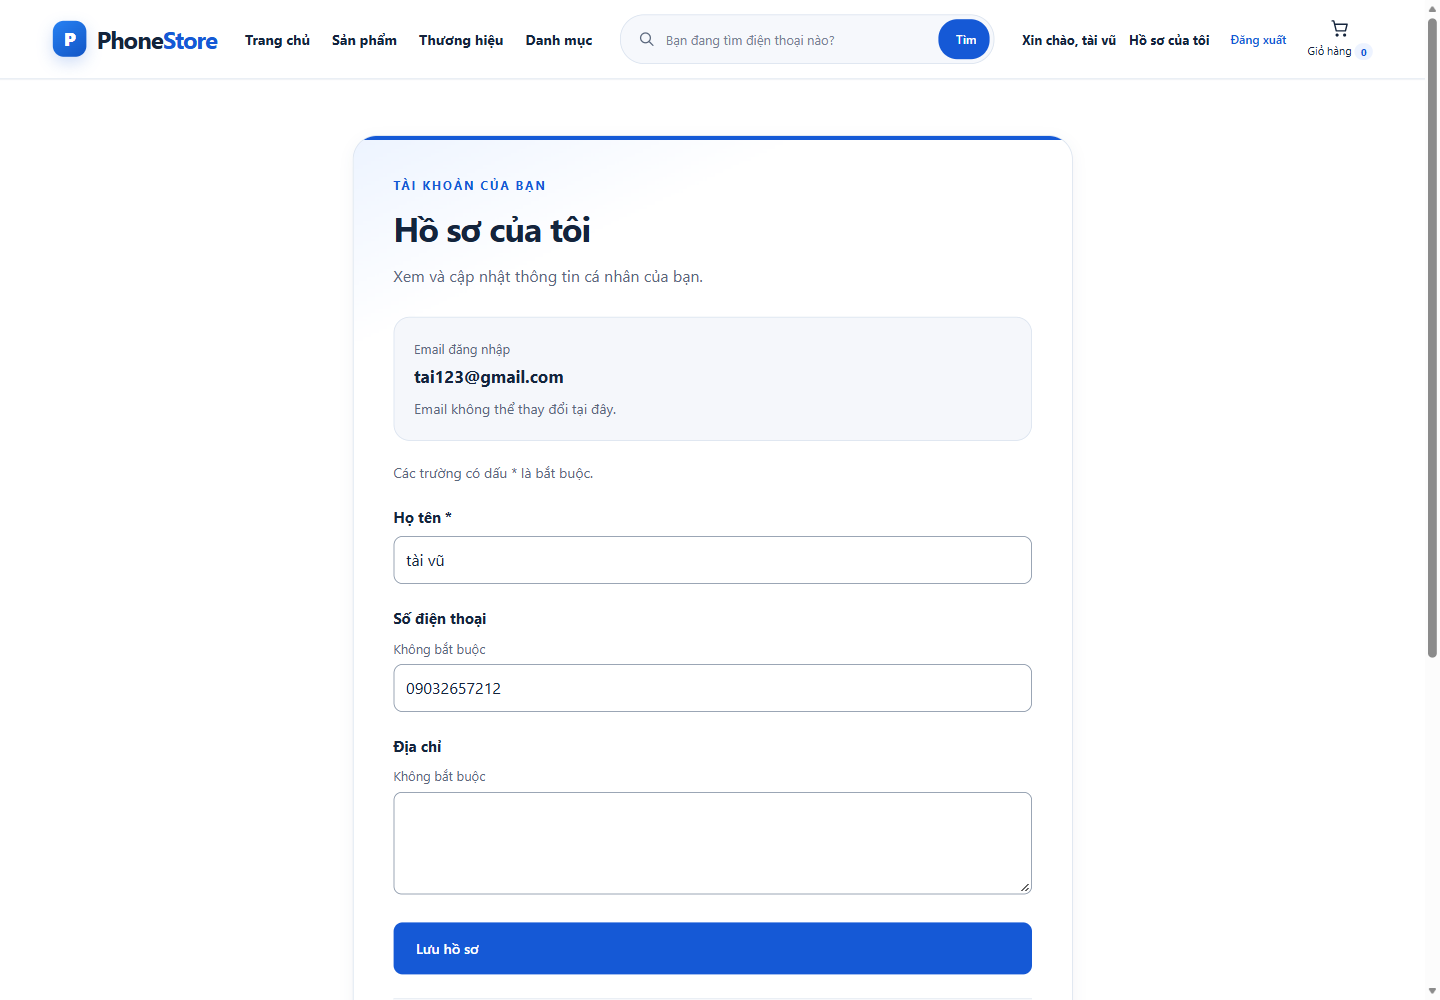 P PhoneStore Trang chủ Sản phẩm Thương hiệu Danh mục Bạn đang tìm điện thoại nào? Tìm Xin chào, tài vũ Hồ sơ của tôi Đăng xuất Giỏ hàng 0
TÀI KHOẢN CỦA BẠN
Hồ sơ của tôi
Xem và cập nhật thông tin cá nhân của bạn.
Email đăng nhập
tai123@gmail.com
Email không thể thay đổi tại đây.
Các trường có dấu * là bắt buộc.
Họ tên *
tài vũ
Số điện thoại
Không bắt buộc
09032657212
Địa chỉ
Không bắt buộc
Lưu hồ sơ